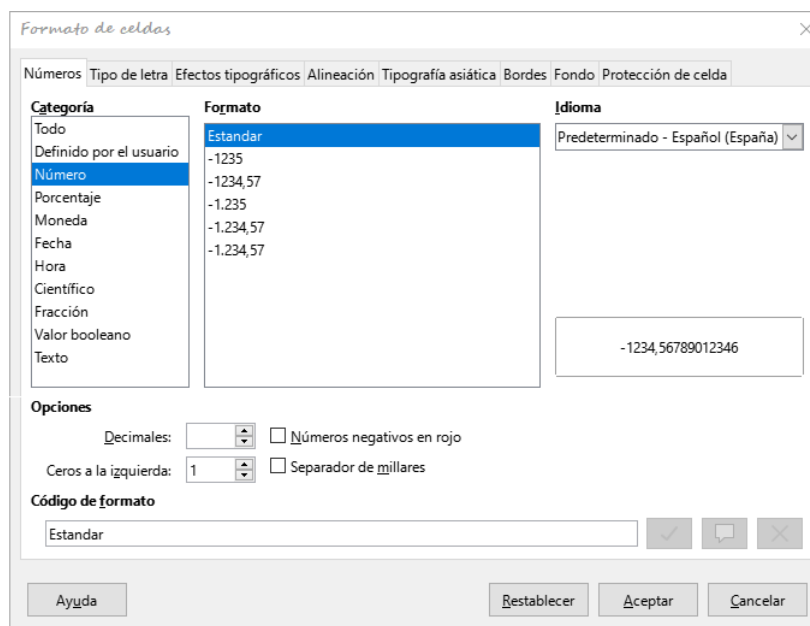 Formato de celdas
Números Tipo de letra Efectos tipográficos Alineación Tipografía asiática Bordes Fondo Protección de celda
Categoría
Todo
Definido por el usuario
Número
Porcentaje
Moneda
Fecha
Hora
Científico
Fracción
Valor booleano
Texto
Formato
Estandar
-1235
-1234,57
-1.235
-1.234,57
-1.234,57
Idioma
Predeterminado - Español (España)
-1234,56789012346
Opciones
Decimales:
Números negativos en rojo
Ceros a la izquierda: 1
Separador de millares
Código de formato
Estandar
Ayuda Restablecer Aceptar Cancelar